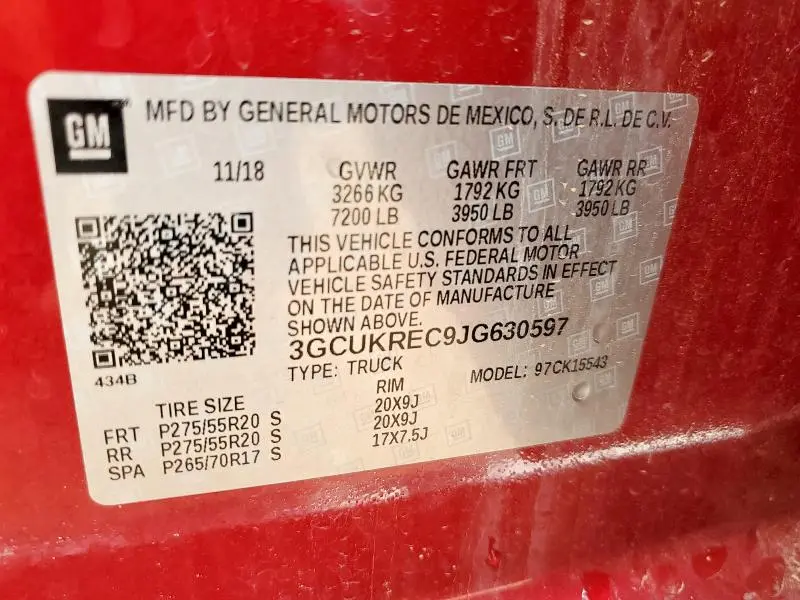 GM
MFD BY GENERAL MOTORS DE MEXICO, S. DE R.L. DE C.V.
11/18 GVWR GAWR FRT GAWR RR
3266 KG 1792 KG 1792 KG
7200 LB 3950 LB 3950 LB
THIS VEHICLE CONFORMS TO ALL
APPLICABLE U.S. FEDERAL MOTOR
VEHICLE SAFETY STANDARDS IN EFFECT
ON THE DATE OF MANUFACTURE
SHOWN ABOVE.
3GCUKREC9JG630597
434B TYPE: TRUCK MODEL: 97CK15543
TIRE SIZE RIM
FRT P275/55R20 S 20X9J
RR P275/55R20 S 20X9J
SPA P265/70R17 S 17X7.5J